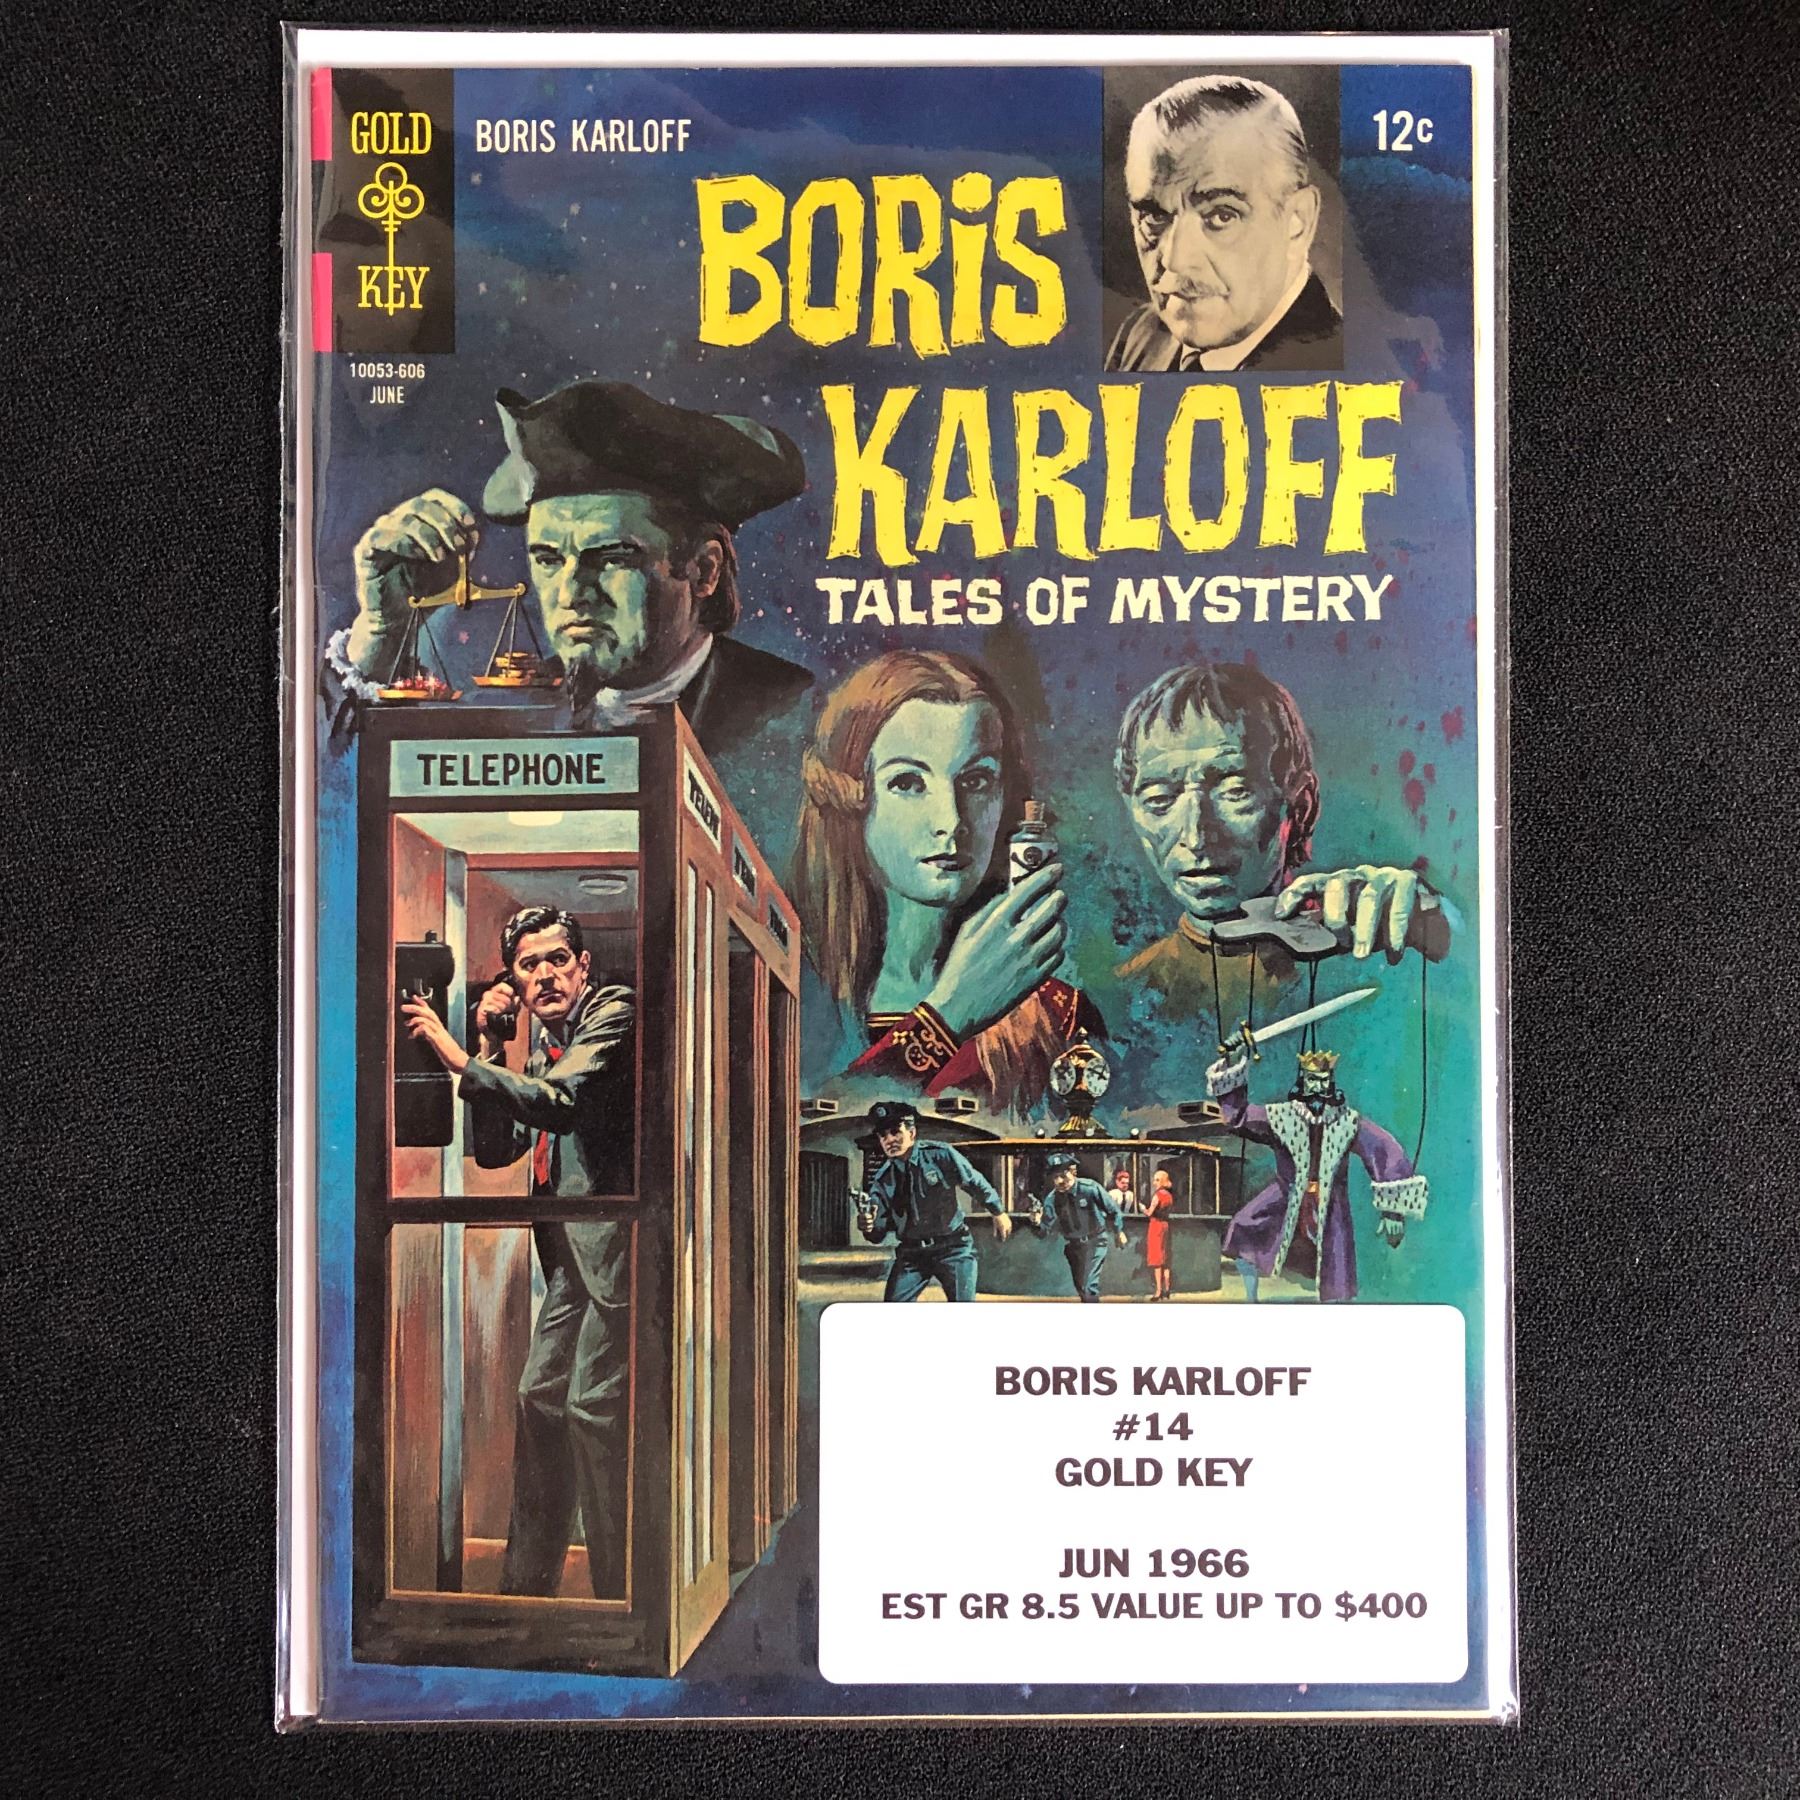 GOLD
KEY
BORIS KARLOFF
12c
10053-606
JUNE
BORiS
KARLOFF
TALES OF MYSTERY
TELEPHONE
BORIS KARLOFF
#14
GOLD KEY
JUN 1966
EST GR 8.5 VALUE UP TO $400